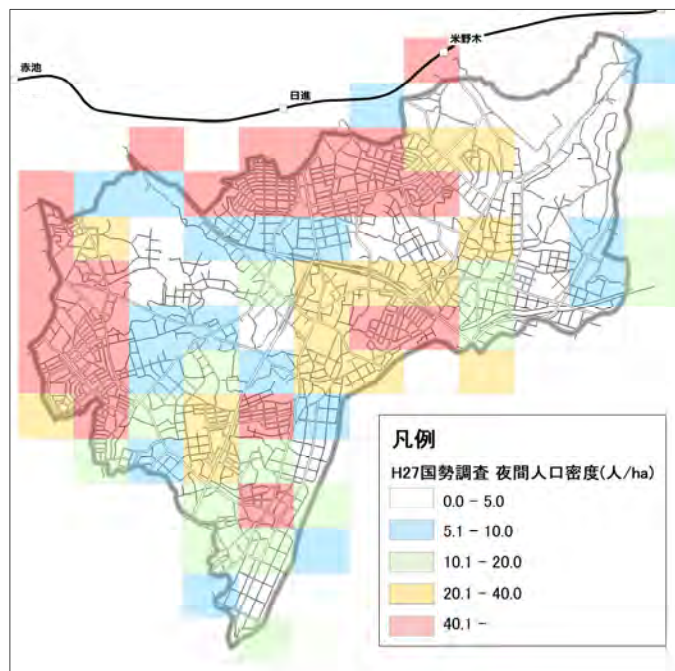 米野木
赤池
日進
凡例
H27国勢調査 夜間人口密度(人/ha)
0.0 - 5.0
5.1 - 10.0
10.1 - 20.0
20.1 - 40.0
40.1 -